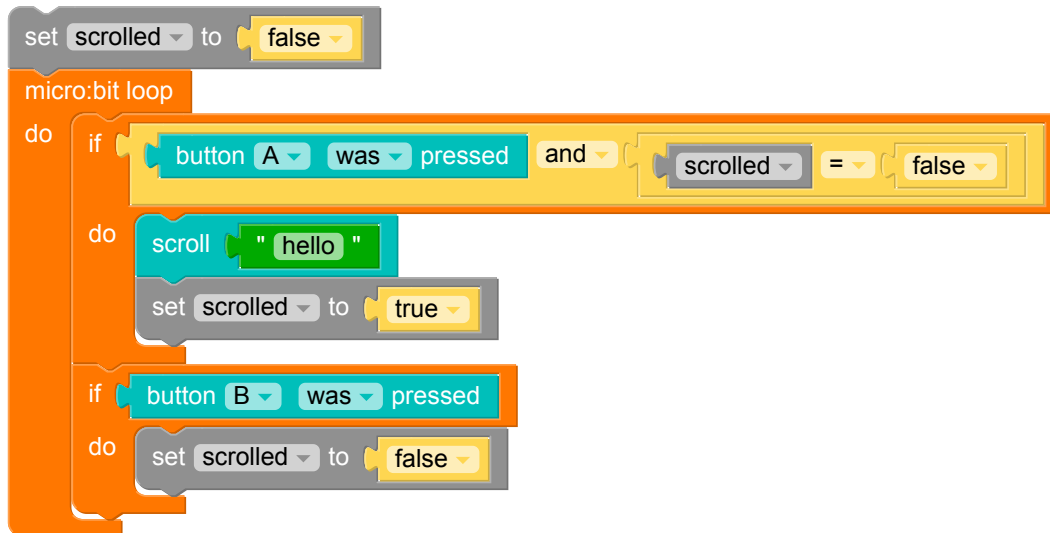 set scrolled to false
micro:bit loop
do if button A was pressed and scrolled = false
do scroll " hello "
set scrolled to true
if button B was pressed
do set scrolled to false